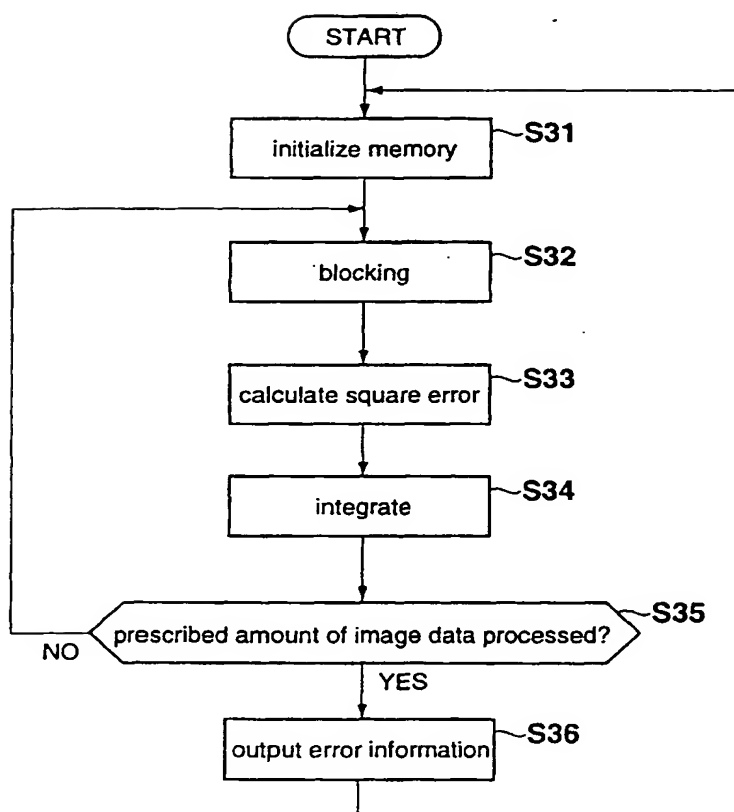 START
initialize memory
S31
blocking
S32
calculate square error
S33
integrate
S34
prescribed amount of image data processed?
S35
NO
YES
output error information
S36